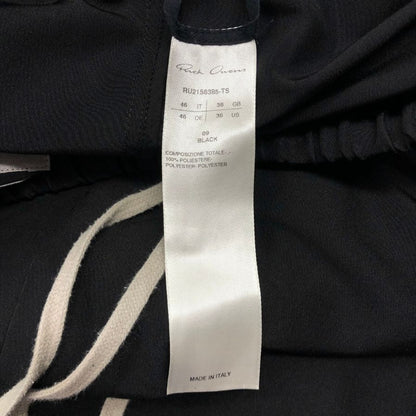 Rick Owens
RU21S6385-TS
46 IT 36 GB
46 DE 36 US
09
BLACK
COMPOSIZIONE TOTALE...
100% POLIESTERE-
POLYESTER-POLYESTER
MADE IN ITALY